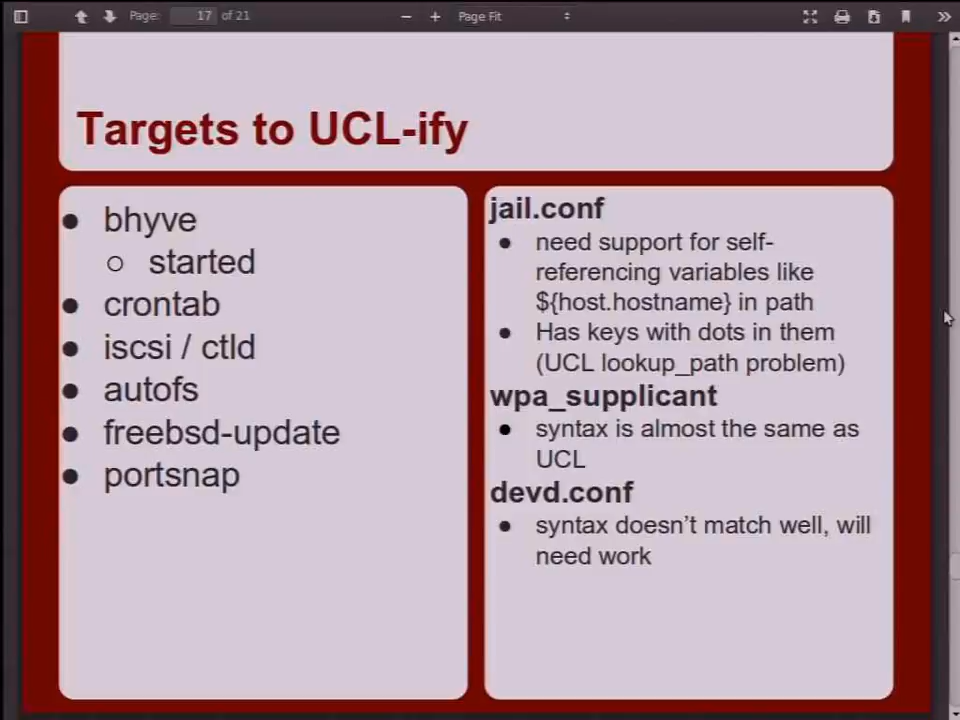 Page: 17 of 21
Page Fit
Targets to UCL-ify
bhyve
started
crontab
iscsi / ctld
autofs
freebsd-update
portsnap
jail.conf
need support for self-
referencing variables like
${host.hostname} in path
Has keys with dots in them
(UCL lookup_path problem)
wpa_supplicant
syntax is almost the same as
UCL
devd.conf
syntax doesn’t match well, will
need work